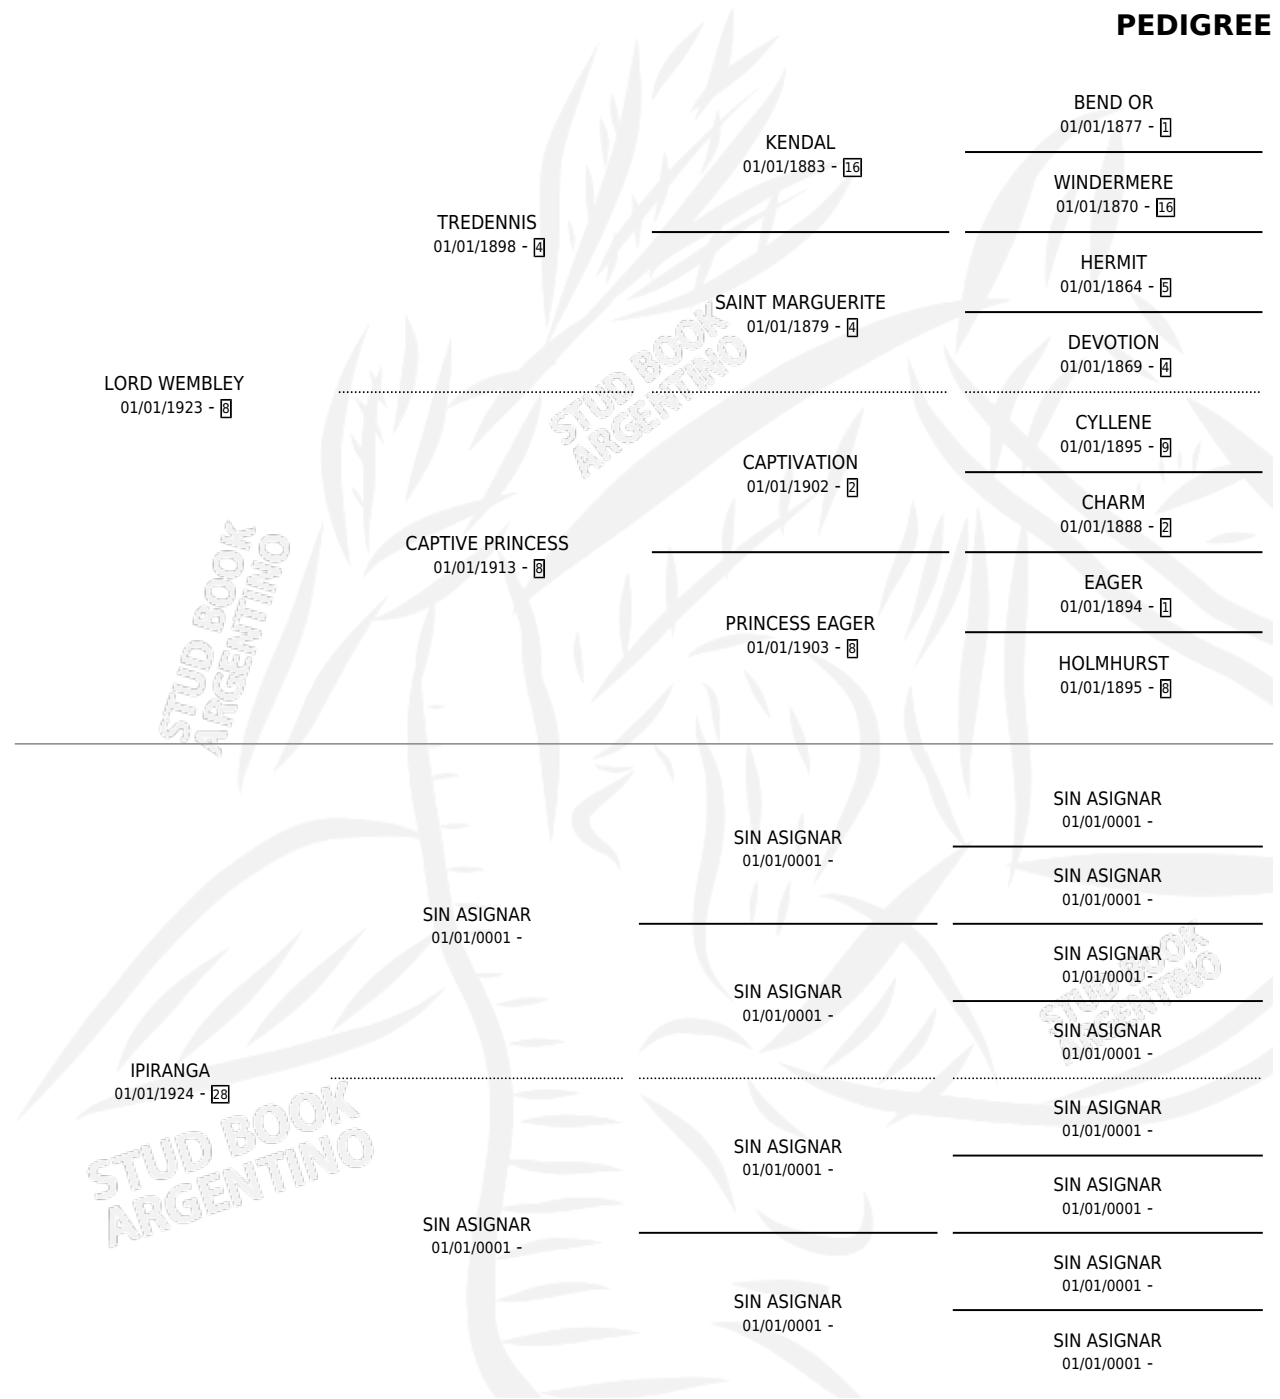 PEDIGREE
BEND OR
01/01/1877 - 1
KENDAL
01/01/1883 - 16
WINDERMERE
01/01/1870 - 16
TREDENNIS
01/01/1898 - 4
HERMIT
01/01/1864 - 5
SAINT MARGUERITE
01/01/1879 - 4
DEVOTION
01/01/1869 - 4
LORD WEMBLEY
01/01/1923 - 8
CYLLENE
01/01/1895 - 9
CAPTIVATION
01/01/1902 - 2
CHARM
01/01/1888 - 2
CAPTIVE PRINCESS
01/01/1913 - 8
EAGER
01/01/1894 - 1
PRINCESS EAGER
01/01/1903 - 8
HOLMHURST
01/01/1895 - 8
STUD BOOK
ARGENTINO
STUD BOOK
ARGENTINO
SIN ASIGNAR
01/01/0001 -
SIN ASIGNAR
01/01/0001 -
SIN ASIGNAR
01/01/0001 -
SIN ASIGNAR
01/01/0001 -
SIN ASIGNAR
01/01/0001 -
SIN ASIGNAR
01/01/0001 -
SIN ASIGNAR
01/01/0001 -
IPIRANGA
01/01/1924 - 28
SIN ASIGNAR
01/01/0001 -
SIN ASIGNAR
01/01/0001 -
SIN ASIGNAR
01/01/0001 -
SIN ASIGNAR
01/01/0001 -
SIN ASIGNAR
01/01/0001 -
SIN ASIGNAR
01/01/0001 -
SIN ASIGNAR
01/01/0001 -
STUD BOOK
ARGENTINO
STUD BOOK
ARGENTINO